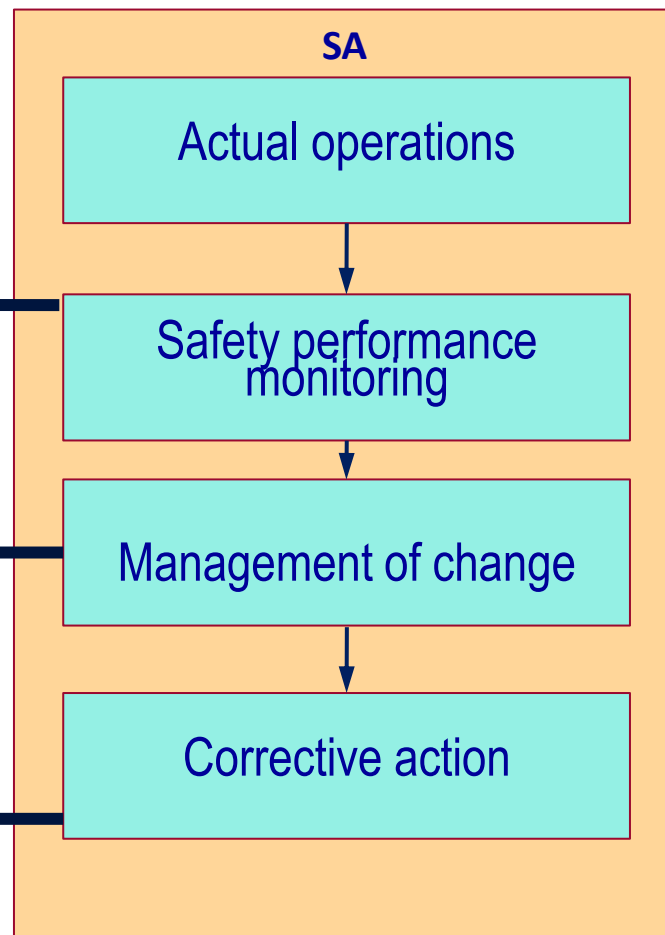 SA
Actual operations
Safety performance
monitoring
Management of change
Corrective action